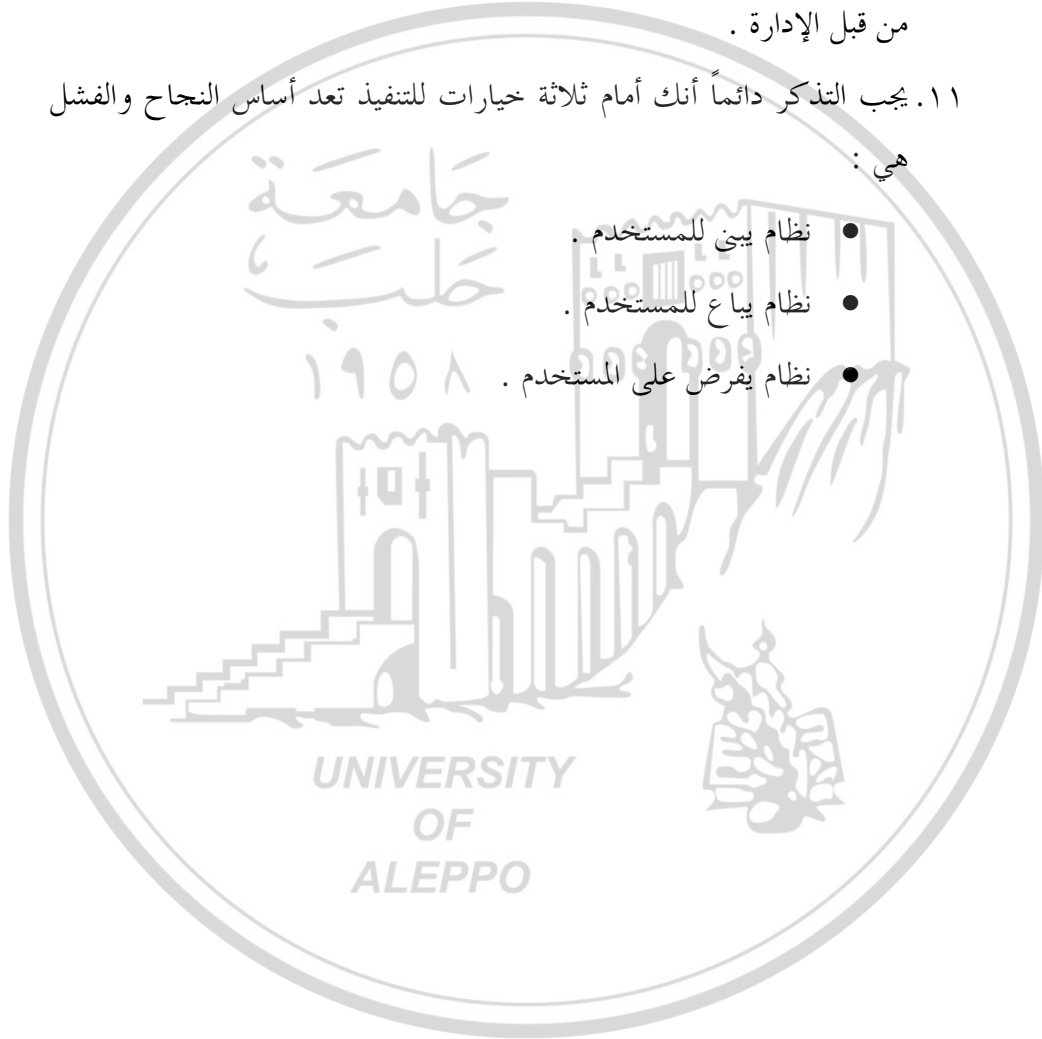 من قبل الإدارة .
١١. يجب التذكر دائماً أنك أمام ثلاثة خيارات للتنفيذ تعد أساس النجاح والفشل
هي :
● نظام يبنى للمستخدم .
● نظام يباع للمستخدم .
● نظام يفرض على المستخدم .
جامعة
حلب
١٩٥٨
UNIVERSITY
OF
ALEPPO